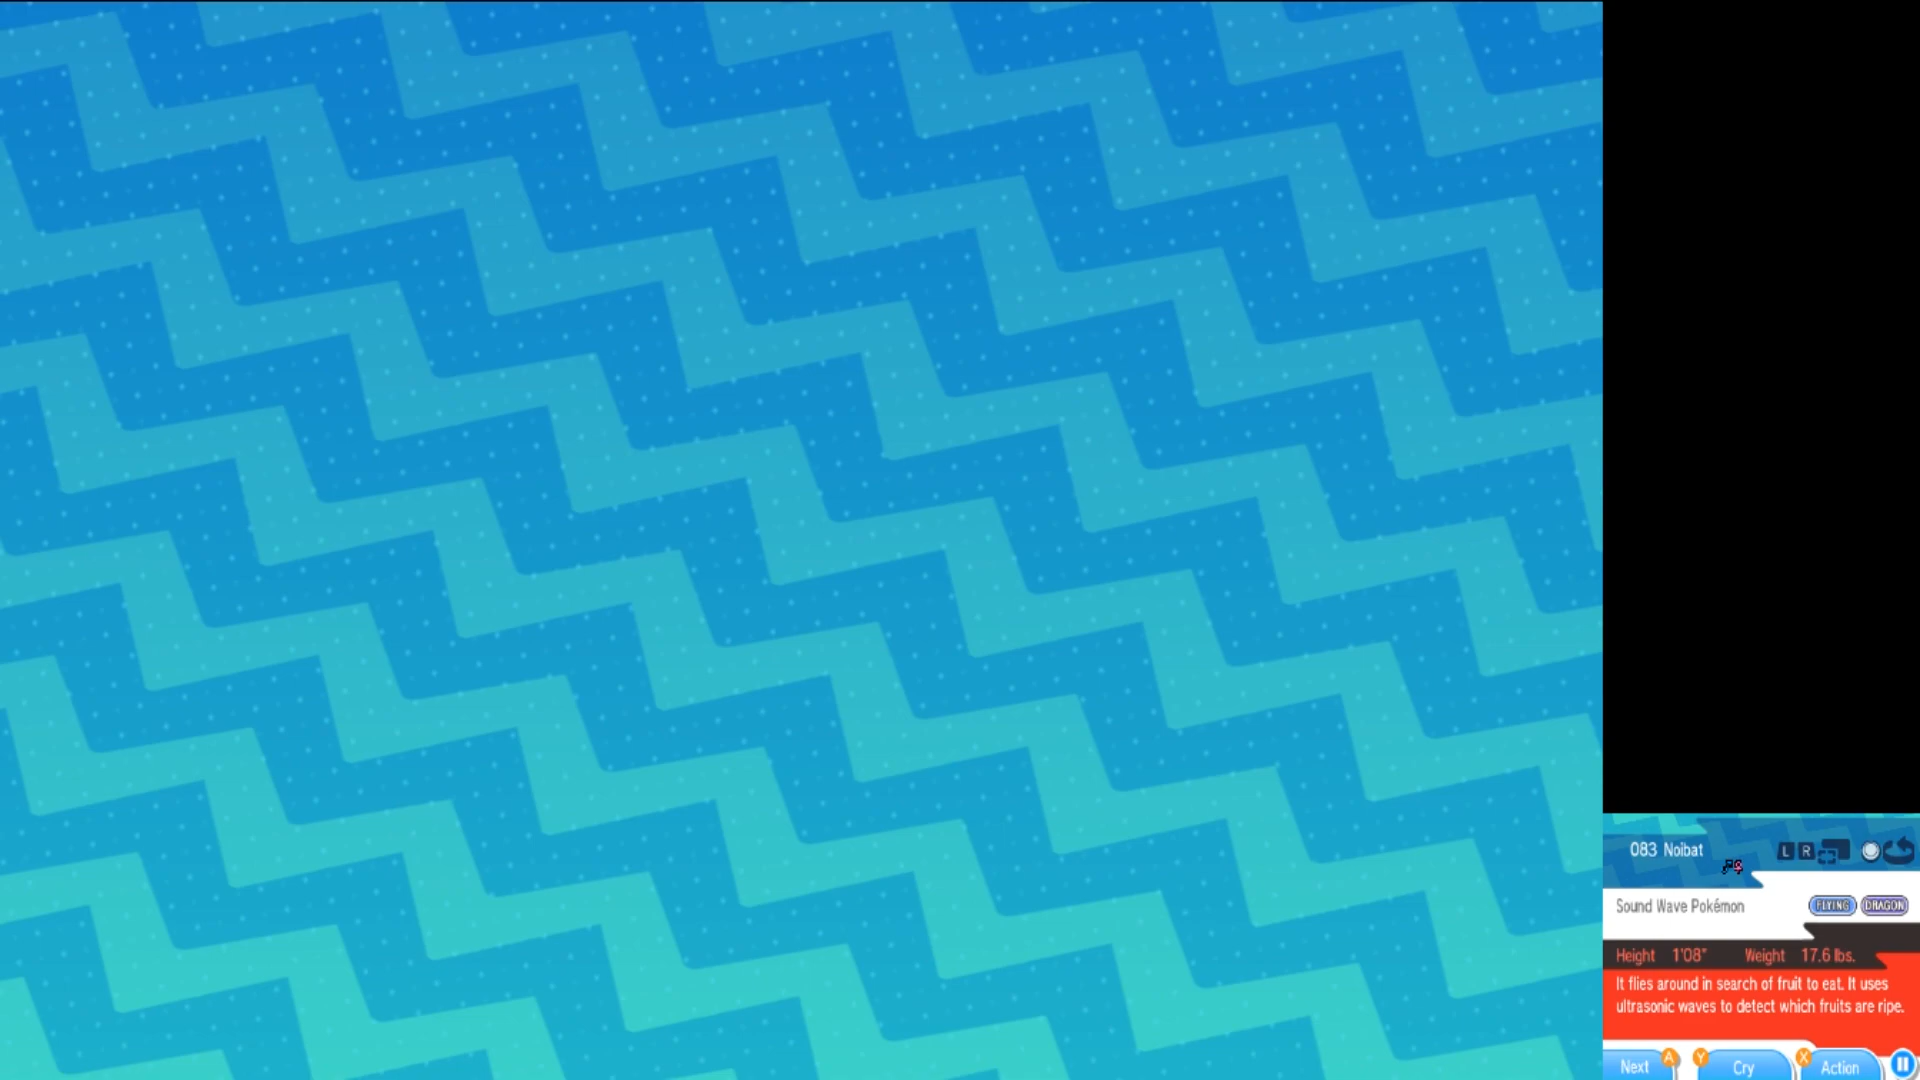 083 Noibat
L R
Sound Wave Pokémon FLYING DRAGON
Height 1'08" Weight 17.6 lbs.
It flies around in search of fruit to eat. It uses
ultrasonic waves to detect which fruits are ripe.
Next A Y Cry X Action